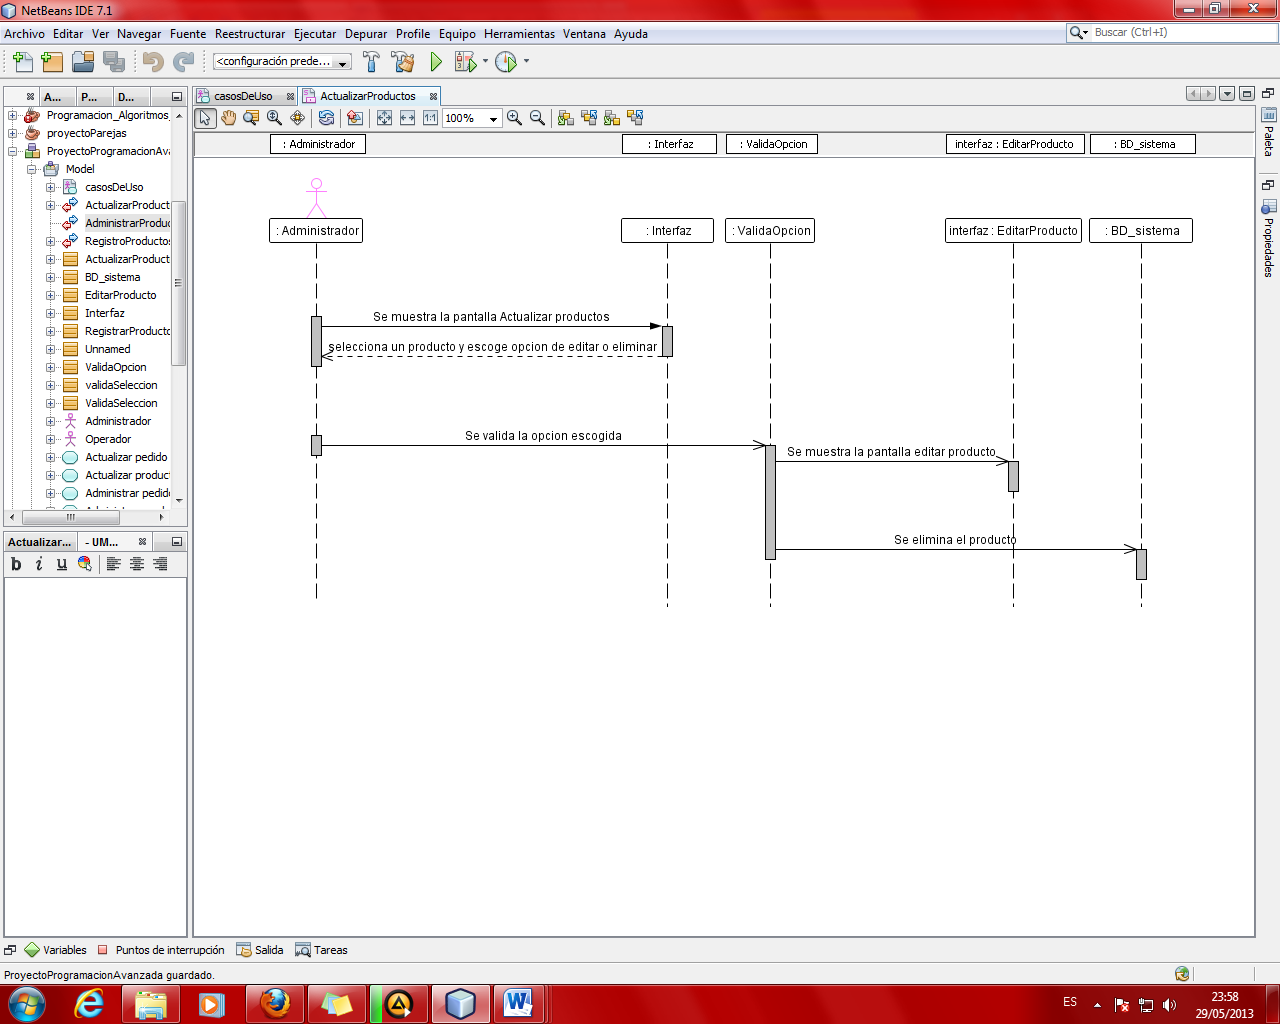 NetBeans IDE 7.1
Archivo Editar Ver Navegar Fuente Reestructurar Ejecutar Depurar Profile Equipo Herramientas Ventana Ayuda
Buscar (Ctrl+I)
<configuración prede...
A... P... D...
casosDeUso ActualizarProductos
100%
Programacion_Algoritmos_
proyectoParejas
ProyectoProgramacionAva
Model
casosDeUso
ActualizarProduct
AdministrarProduc
RegistroProductos
ActualizarProduct
BD_sistema
EditarProducto
Interfaz
RegistrarProducto
Unnamed
ValidaOpcion
validaSeleccion
ValidaSeleccion
Administrador
Operador
Actualizar pedido
Actualizar produc
Administrar pedid
: Administrador : Interfaz : ValidaOpcion interfaz : EditarProducto : BD_sistema
: Administrador : Interfaz : ValidaOpcion interfaz : EditarProducto : BD_sistema
Se muestra la pantalla Actualizar productos
selecciona un producto y escoge opcion de editar o eliminar
Se valida la opcion escogida
Se muestra la pantalla editar producto
Se elimina el producto
Paleta
Propiedades
Actualizar... - UM...
b i u
Variables Puntos de interrupción Salida Tareas
ProyectoProgramacionAvanzada guardado.
ES
23:58
29/05/2013